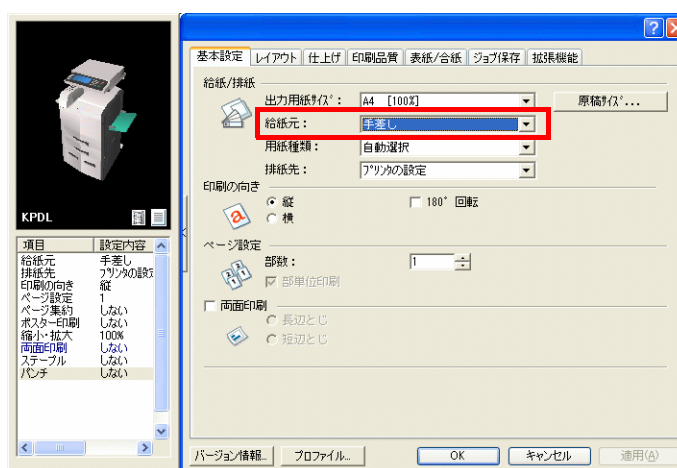 基本設定 レイアウト 仕上げ 印刷品質 表紙/合紙 ジョブ保存 拡張機能
給紙/排紙
出力用紙ｻｲｽﾞ： A4 [100%] 原稿ｻｲｽﾞ...
給紙元： 手差し
用紙種類： 自動選択
排紙先： ﾌﾟﾘﾝﾀの設定
印刷の向き
縦 180ﾟ 回転
横
ページ設定
部数： 1
部単位印刷
両面印刷
長辺とじ
短辺とじ
KPDL
項目 設定内容
給紙元 手差し
排紙先 ﾌﾟﾘﾝﾀの設定
印刷の向き 縦
ページ設定 1
ページ集約 しない
ポスター印刷 しない
縮小・拡大 100%
両面印刷 しない
ステープル しない
パンチ しない
バージョン情報... プロファイル... OK キャンセル 適用(A)